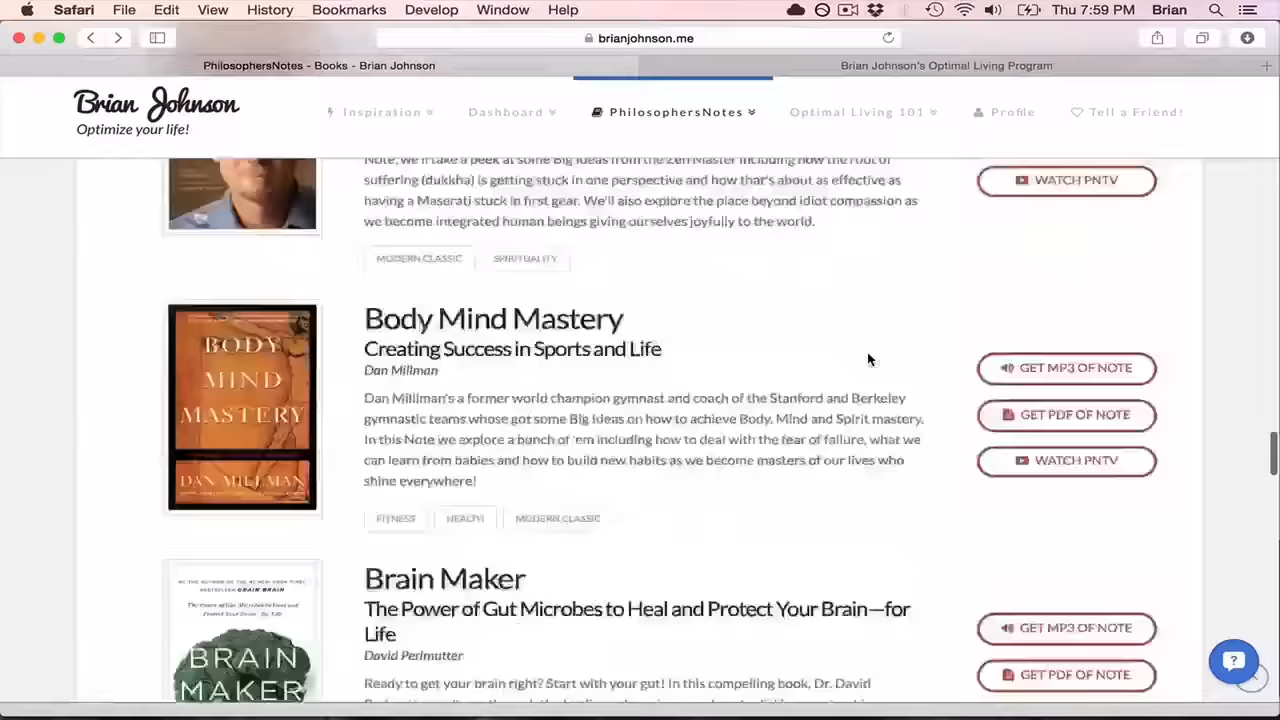 Safari File Edit View History Bookmarks Develop Window Help Thu 7:59 PM Brian
brianjohnson.me
PhilosophersNotes - Books - Brian Johnson
Brian Johnson's Optimal Living Program
Brian Johnson
Optimize your life!
Inspiration Dashboard PhilosophersNotes Optimal Living 101 Profile Tell a Friend!
Note, we'll take a peek at some Big Ideas from the Zen Master including how the root of
suffering (dukkha) is getting stuck in one perspective and how that's about as effective as
having a Maserati stuck in first gear. We'll also explore the place beyond idiot compassion as
we become integrated human beings giving ourselves joyfully to the world.
WATCH PNTV
MODERN CLASSIC SPIRITUALITY
BODY
MIND
MASTERY
DAN MILLMAN
Body Mind Mastery
Creating Success in Sports and Life
Dan Millman
Dan Milllman's a former world champion gymnast and coach of the Stanford and Berkeley
gymnastic teams whose got some Big Ideas on how to achieve Body, Mind and Spirit mastery.
In this Note we explore a bunch of 'em including how to deal with the fear of failure, what we
can learn from babies and how to build new habits as we become masters of our lives who
shine everywhere!
GET MP3 OF NOTE
GET PDF OF NOTE
WATCH PNTV
FITNESS HEALTH MODERN CLASSIC
BRAIN
MAKER
Brain Maker
The Power of Gut Microbes to Heal and Protect Your Brain—for
Life
David Perlmutter
Ready to get your brain right? Start with your gut! In this compelling book, Dr. David
GET MP3 OF NOTE
GET PDF OF NOTE